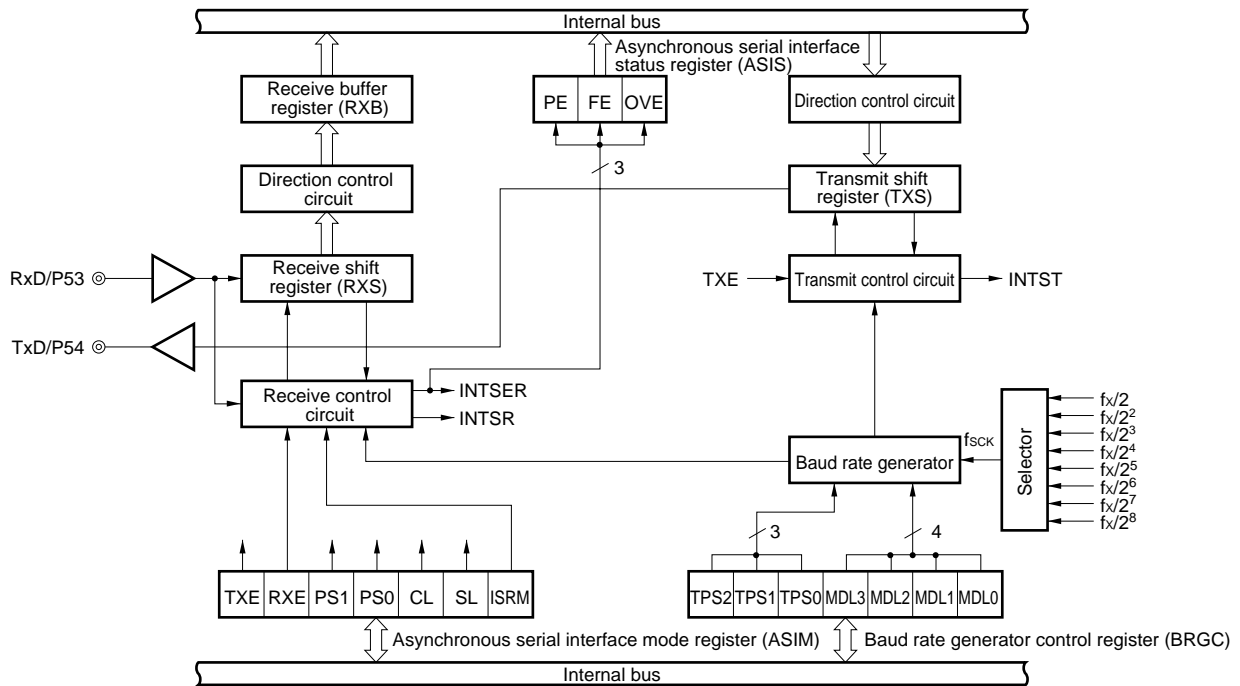 Internal bus
Asynchronous serial interface
status register (ASIS)
Receive buffer
register (RXB)
PE FE OVE
Direction control circuit
3
Direction control
circuit
Transmit shift
register (TXS)
RxD/P53
Receive shift
register (RXS)
TXE
Transmit control circuit
INTST
TxD/P54
Receive control
circuit
INTSER
INTSR
fSCK
Baud rate generator
Selector
fX/2
fX/2²
fX/2³
fX/2⁴
fX/2⁵
fX/2⁶
fX/2⁷
fX/2⁸
3
4
TXE RXE PS1 PS0 CL SL ISRM
TPS2 TPS1 TPS0 MDL3 MDL2 MDL1 MDL0
Asynchronous serial interface mode register (ASIM)
Baud rate generator control register (BRGC)
Internal bus